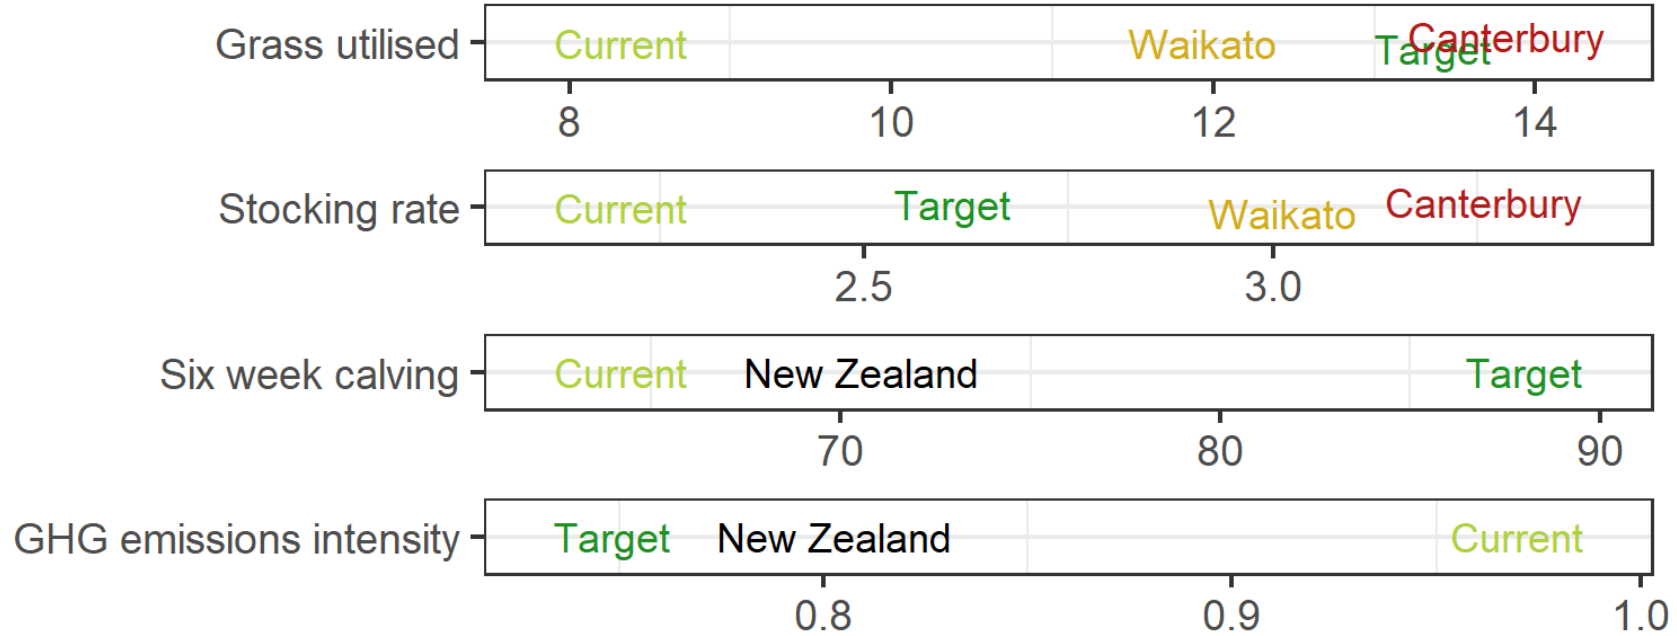 Grass utilised Current Waikato Target Canterbury
8 10 12 14
Stocking rate Current Target Waikato Canterbury
2.5 3.0
Six week calving Current New Zealand Target
70 80 90
GHG emissions intensity Target New Zealand Current
0.8 0.9 1.0